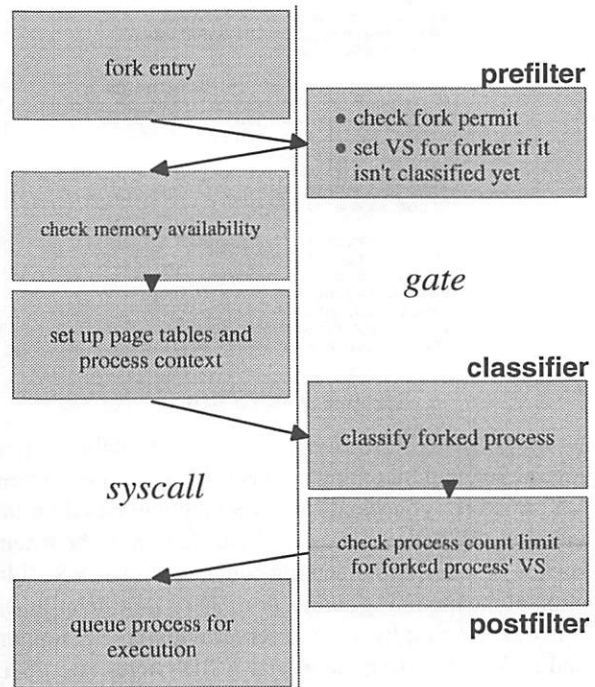 fork entry
prefilter
• check fork permit
• set VS for forker if it
isn't classified yet
check memory availability
gate
set up page tables and
process context
classifier
classify forked process
syscall
check process count limit
for forked process' VS
postfilter
queue process for
execution